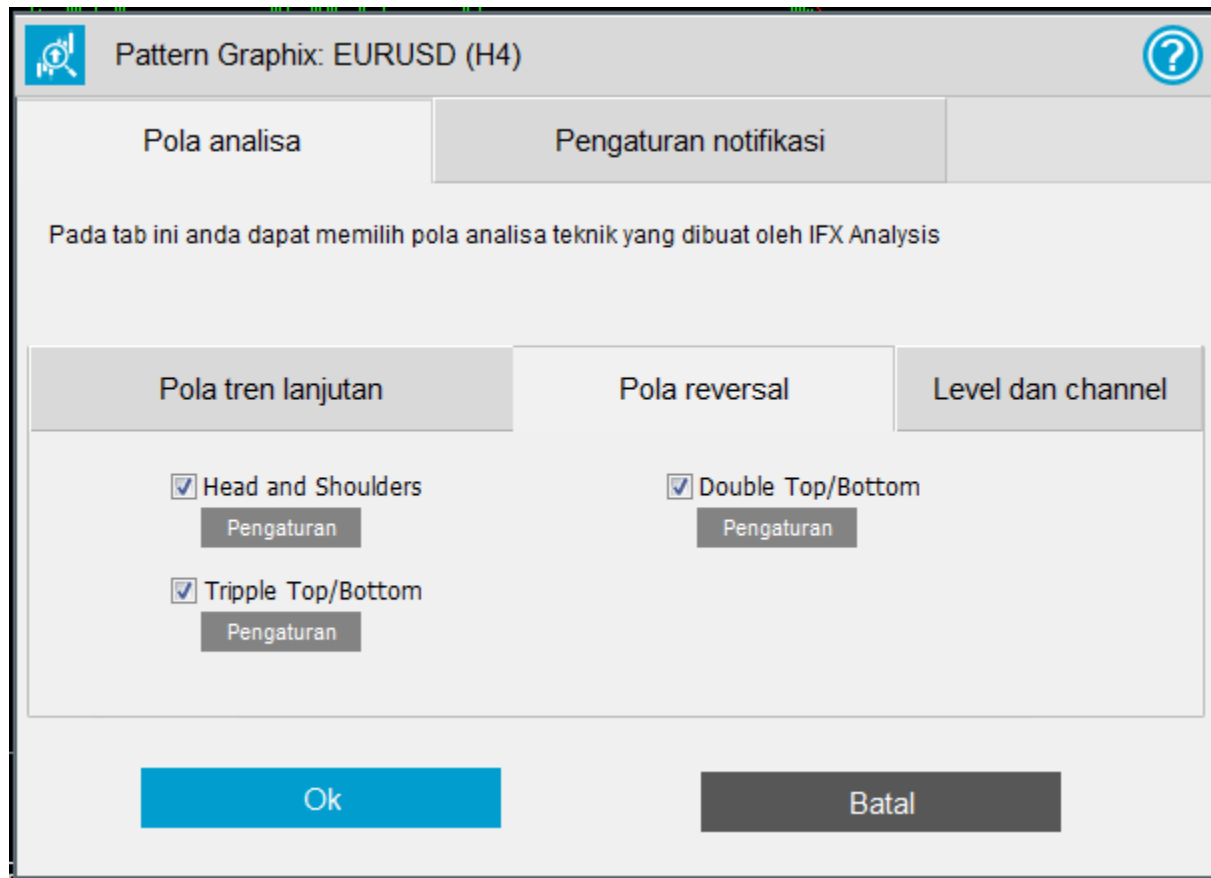 Pattern Graphix: EURUSD (H4)
?
Pola analisa
Pengaturan notifikasi
Pada tab ini anda dapat memilih pola analisa teknik yang dibuat oleh IFX Analysis
Pola tren lanjutan
Pola reversal
Level dan channel
Head and Shoulders
Double Top/Bottom
Pengaturan
Pengaturan
Tripple Top/Bottom
Pengaturan
Ok
Batal